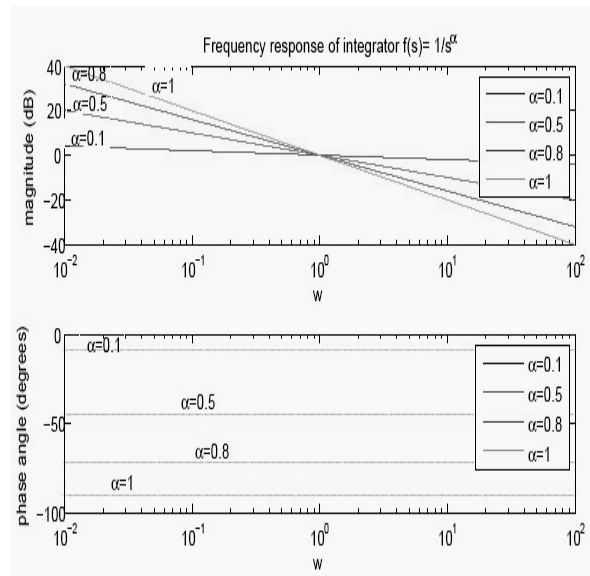 Frequency response of integrator f(s)= 1/s^α
magnitude (dB)
40
20
0
−20
−40
α=0.8
α=1
α=0.5
α=0.1
α=0.1
α=0.5
α=0.8
α=1
10^−2
10^−1
10^0
10^1
10^2
w
phase angle (degrees)
0
−50
−100
α=0.1
α=0.5
α=0.8
α=1
α=0.1
α=0.5
α=0.8
α=1
10^−2
10^−1
10^0
10^1
10^2
w